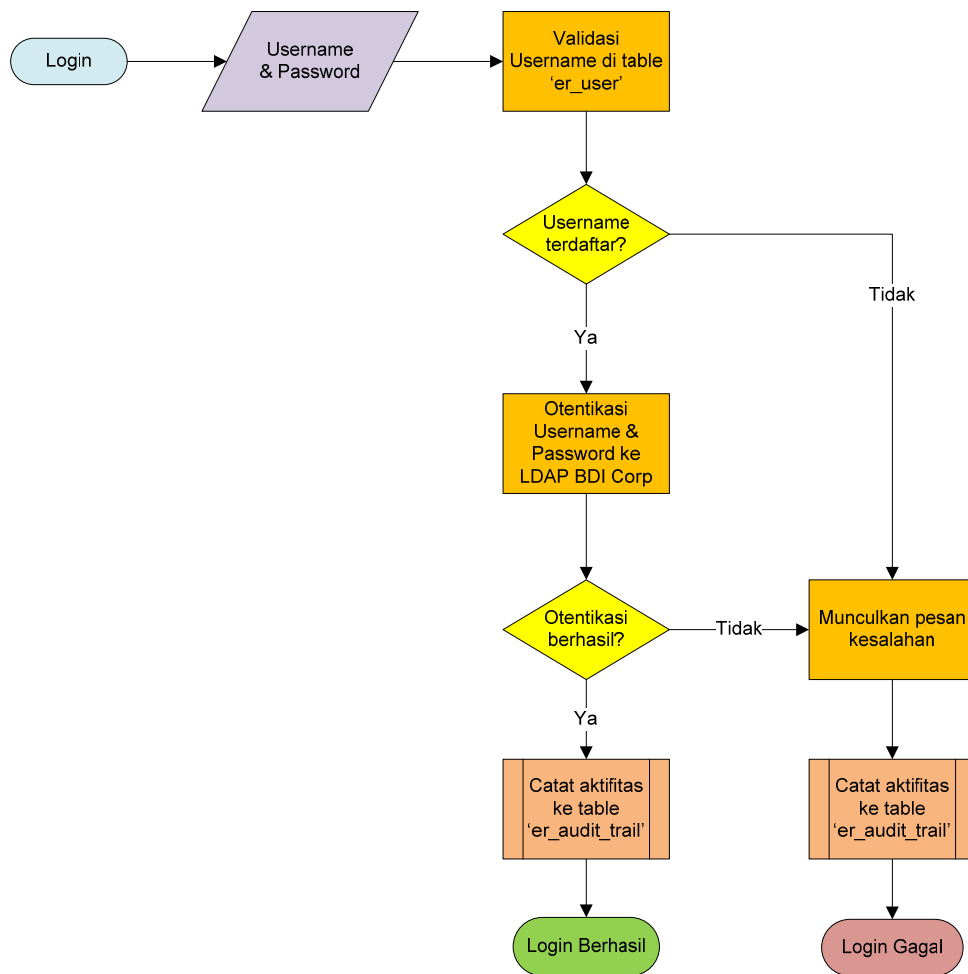 Login
Username
& Password
Validasi
Username di table
‘er_user’
Username
terdaftar?
Tidak
Ya
Otentikasi
Username &
Password ke
LDAP BDI Corp
Otentikasi
berhasil?
Tidak
Munculkan pesan
kesalahan
Ya
Catat aktifitas
ke table
‘er_audit_trail’
Catat aktifitas
ke table
‘er_audit_trail’
Login Berhasil
Login Gagal